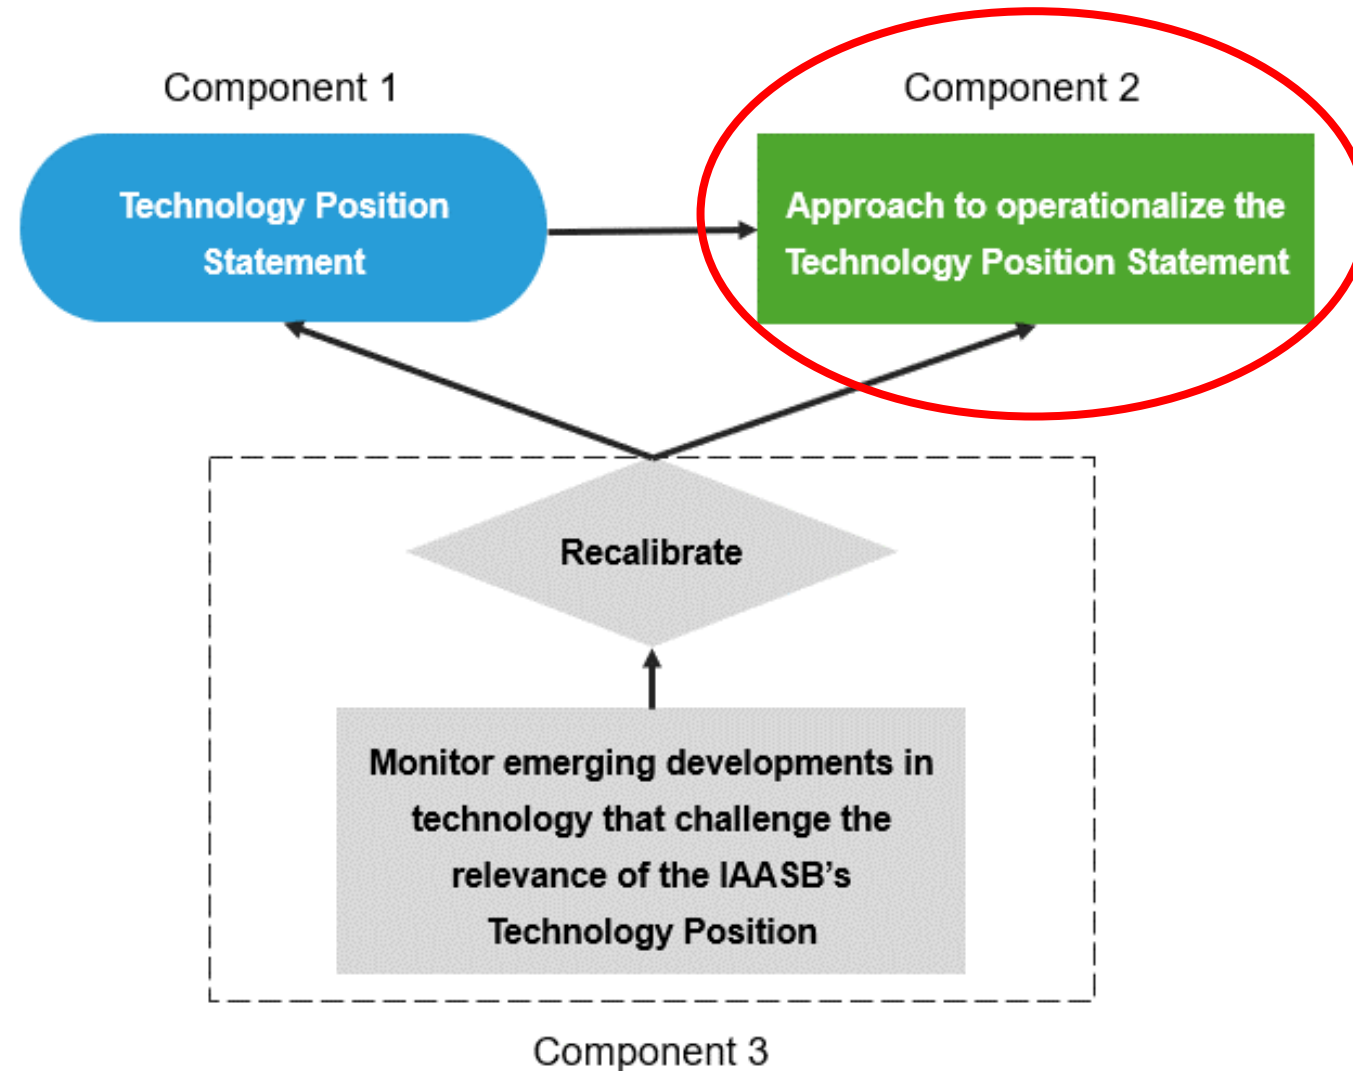 Component 1
Component 2
Technology Position
Statement
Approach to operationalize the
Technology Position Statement
Recalibrate
Monitor emerging developments in
technology that challenge the
relevance of the IAASB’s
Technology Position
Component 3